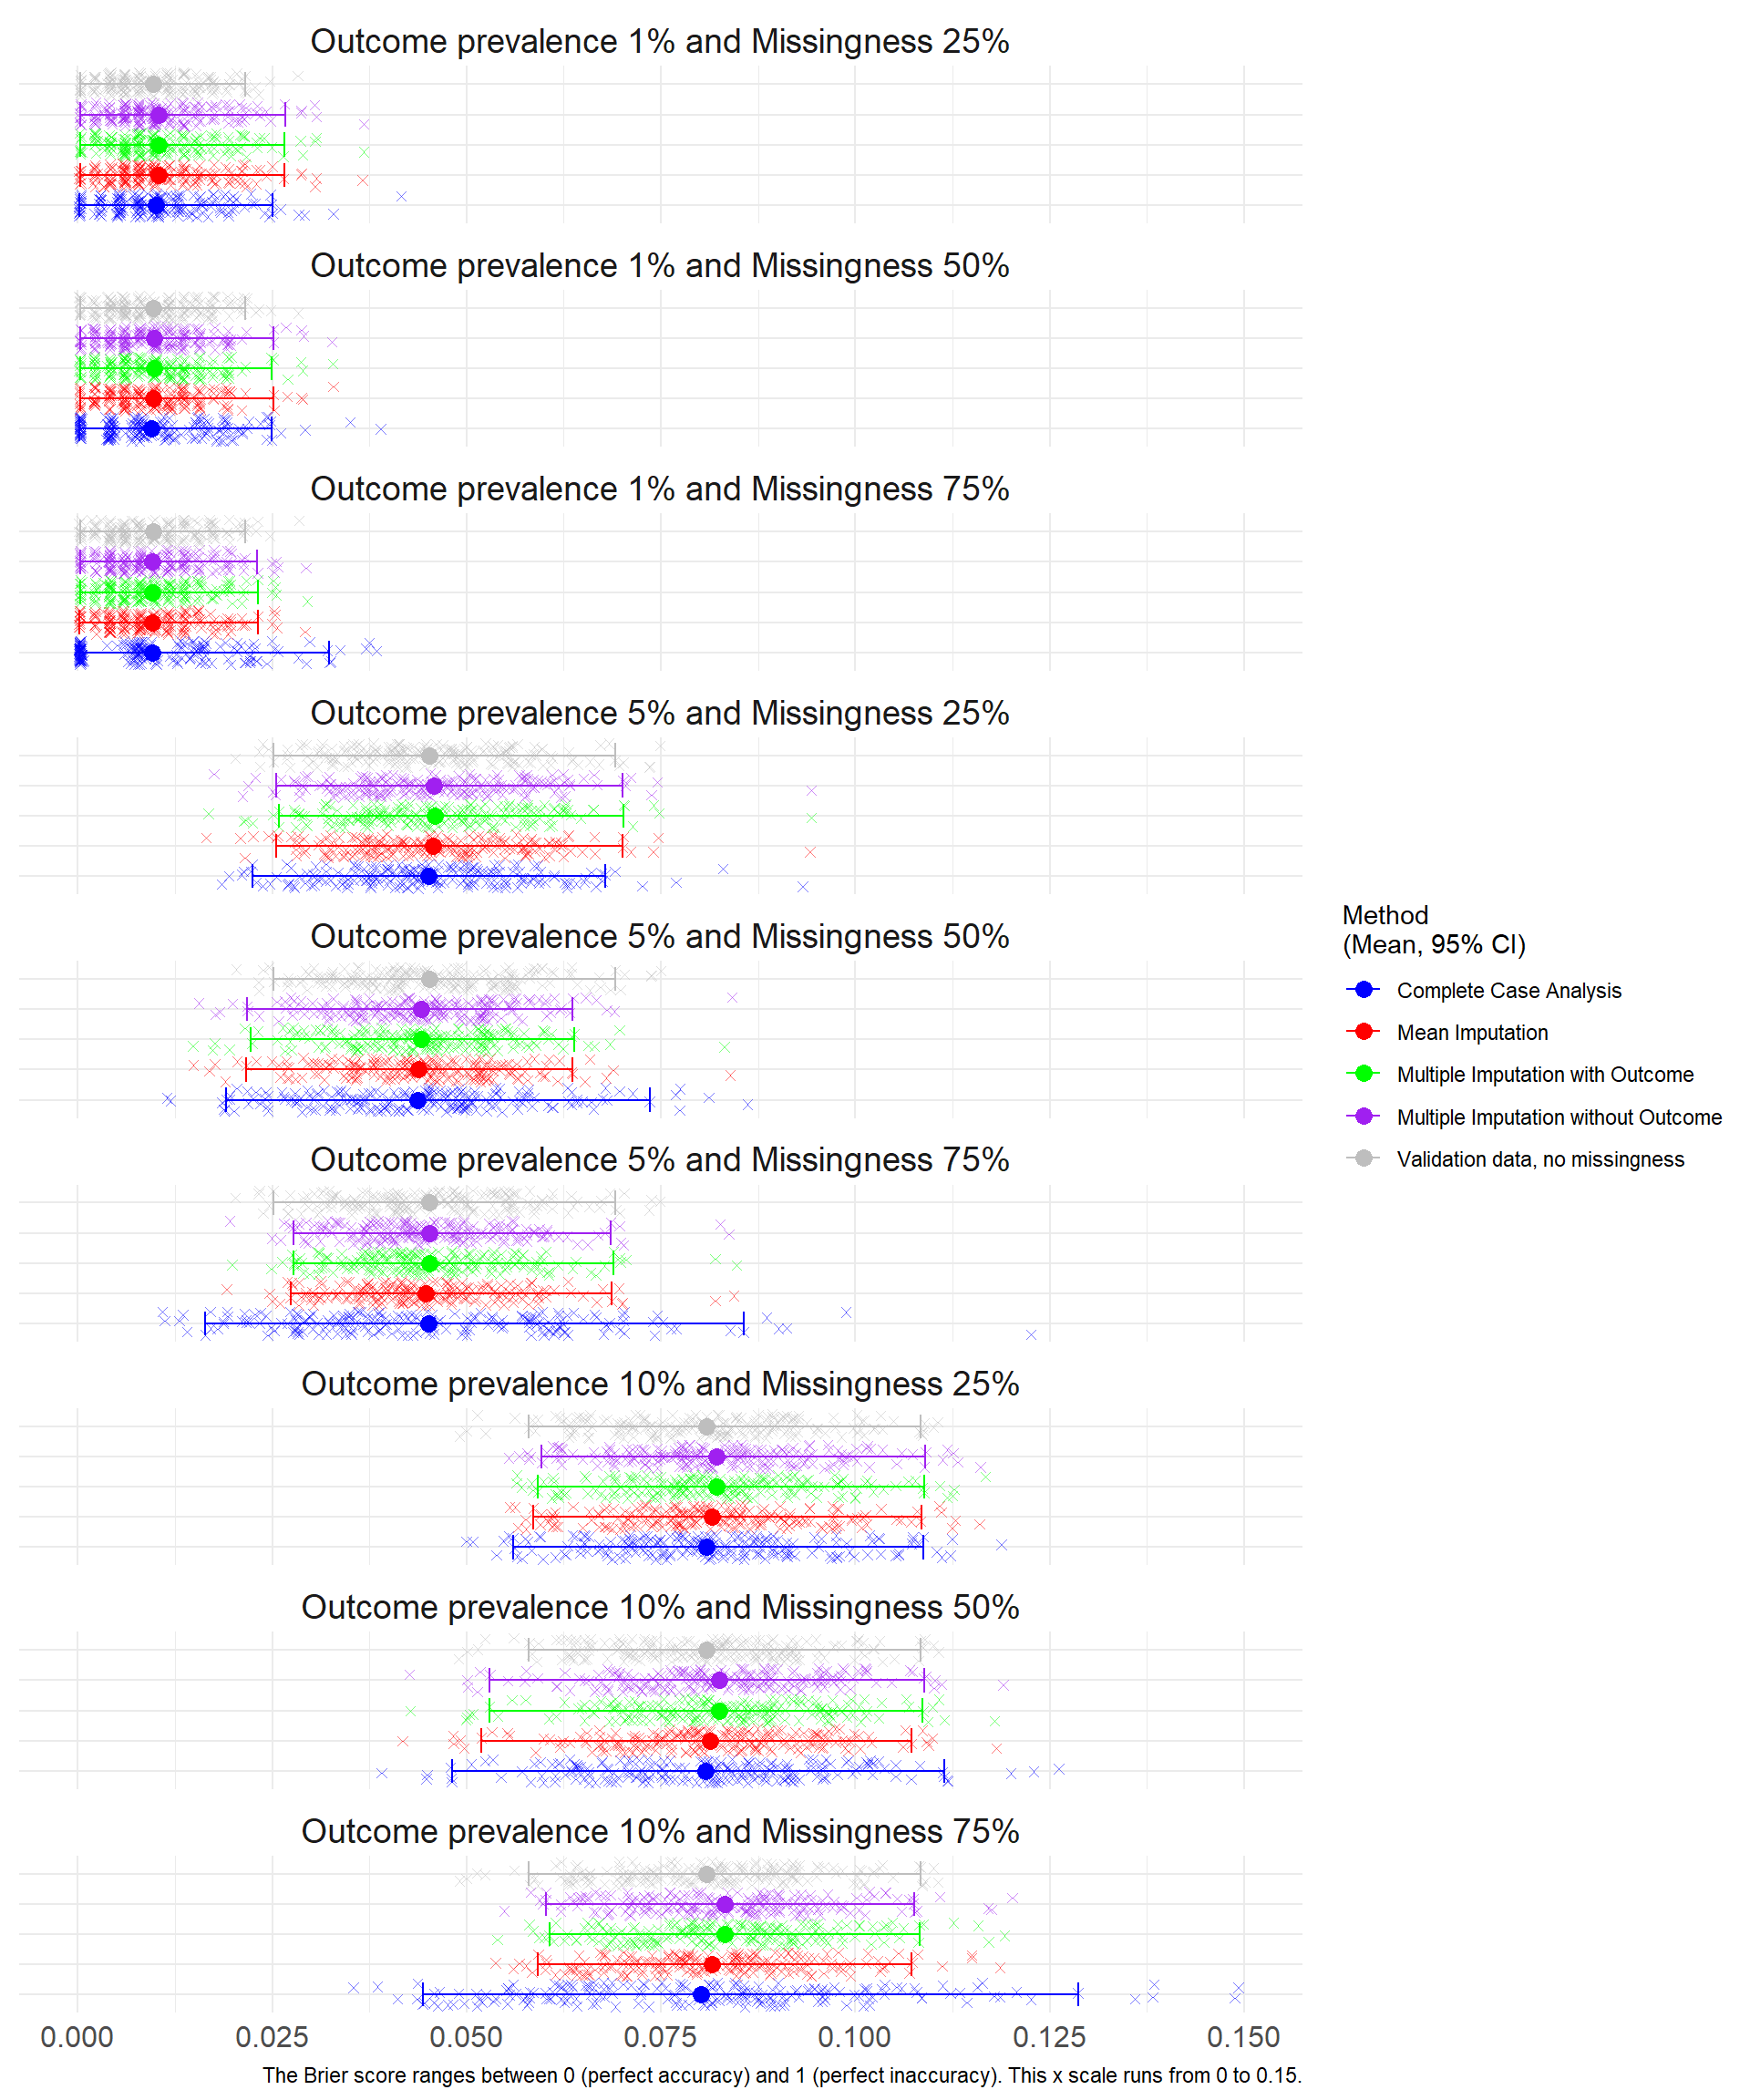 Outcome prevalence 1% and Missingness 25%
Outcome prevalence 1% and Missingness 50%
Outcome prevalence 1% and Missingness 75%
Outcome prevalence 5% and Missingness 25%
Outcome prevalence 5% and Missingness 50%
Outcome prevalence 5% and Missingness 75%
Outcome prevalence 10% and Missingness 25%
Outcome prevalence 10% and Missingness 50%
Outcome prevalence 10% and Missingness 75%
0.000 0.025 0.050 0.075 0.100 0.125 0.150
The Brier score ranges between 0 (perfect accuracy) and 1 (perfect inaccuracy). This x scale runs from 0 to 0.15.
Method
(Mean, 95% CI)
Complete Case Analysis
Mean Imputation
Multiple Imputation with Outcome
Multiple Imputation without Outcome
Validation data, no missingness